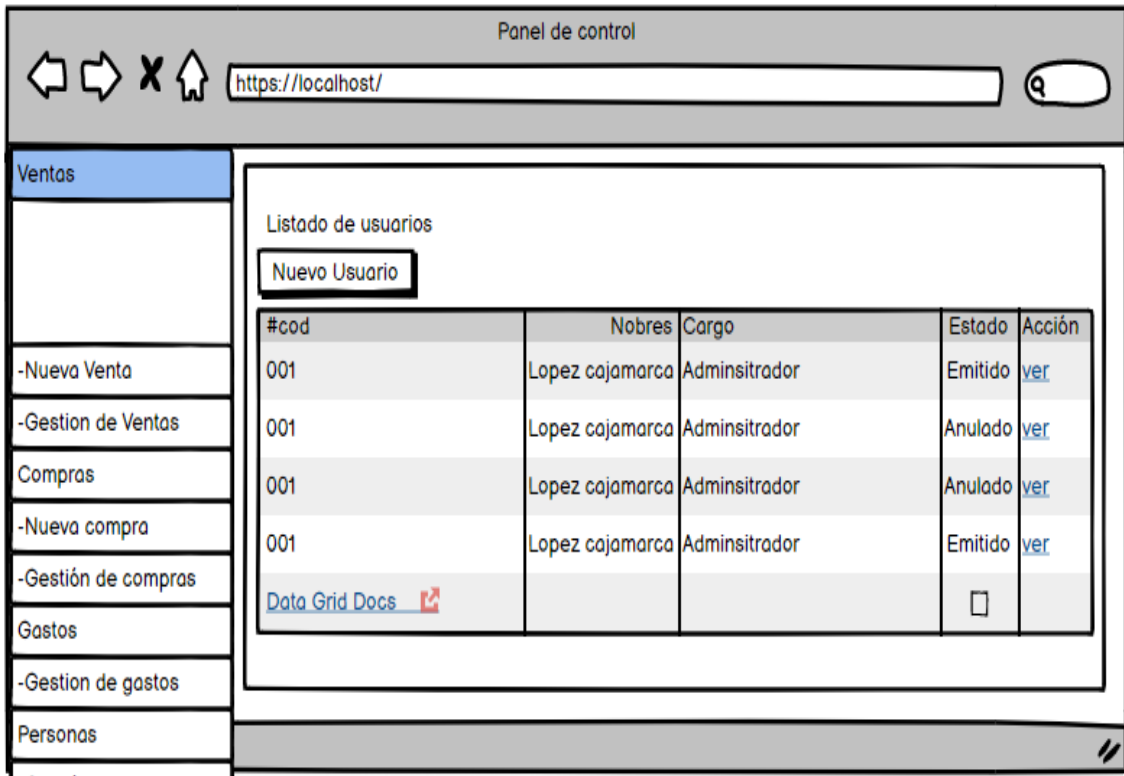 Panel de control
https://localhost/
Ventas
-Nueva Venta
-Gestion de Ventas
Compras
-Nueva compra
-Gestión de compras
Gastos
-Gestion de gastos
Personas
Listado de usuarios
Nuevo Usuario
#cod Nobres Cargo Estado Acción
001 Lopez cajamarca Adminsitrador Emitido ver
001 Lopez cajamarca Adminsitrador Anulado ver
001 Lopez cajamarca Adminsitrador Anulado ver
001 Lopez cajamarca Adminsitrador Emitido ver
Data Grid Docs